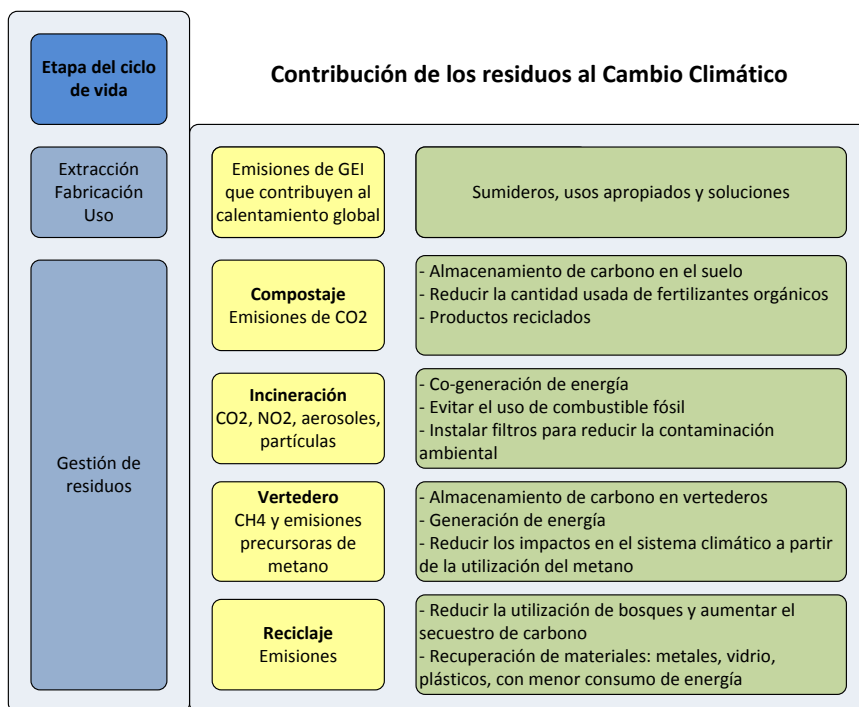 Etapa del ciclo
de vida
Contribución de los residuos al Cambio Climático
Extracción
Fabricación
Uso
Emisiones de GEI
que contribuyen al
calentamiento global
Sumideros, usos apropiados y soluciones
Gestión de
residuos
Compostaje
Emisiones de CO2
- Almacenamiento de carbono en el suelo
- Reducir la cantidad usada de fertilizantes orgánicos
- Productos reciclados
Incineración
CO2, NO2, aerosoles,
partículas
- Co-generación de energía
- Evitar el uso de combustible fósil
- Instalar filtros para reducir la contaminación
ambiental
Vertedero
CH4 y emisiones
precursoras de
metano
- Almacenamiento de carbono en vertederos
- Generación de energía
- Reducir los impactos en el sistema climático a partir
de la utilización del metano
Reciclaje
Emisiones
- Reducir la utilización de bosques y aumentar el
secuestro de carbono
- Recuperación de materiales: metales, vidrio,
plásticos, con menor consumo de energía